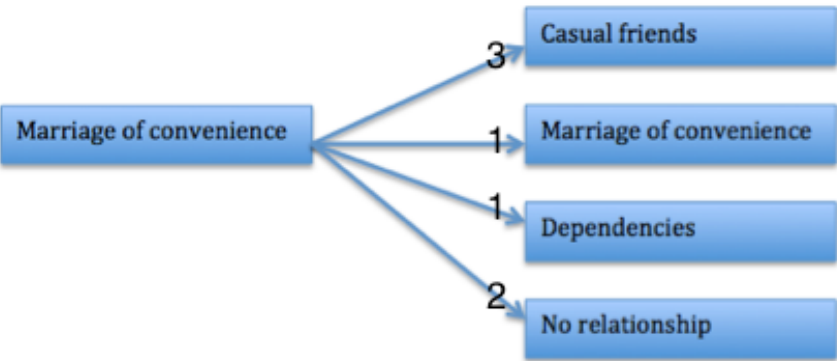 Casual friends
3
Marriage of convenience
1
Marriage of convenience
1
Dependencies
2
No relationship